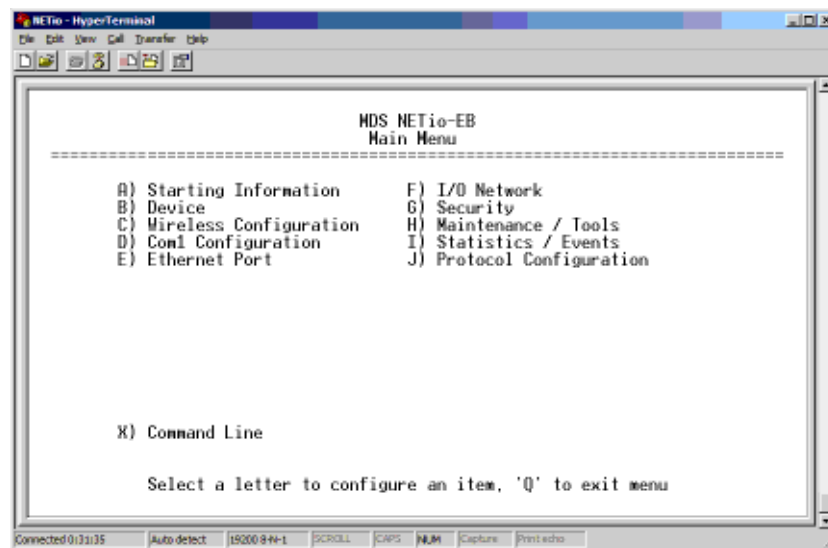 NETio - HyperTerminal
File Edit View Call Transfer Help
MDS NETio-EB
Main Menu
================================================================================
A) Starting Information F) I/O Network
B) Device G) Security
C) Wireless Configuration H) Maintenance / Tools
D) Com1 Configuration I) Statistics / Events
E) Ethernet Port J) Protocol Configuration
X) Command Line
Select a letter to configure an item, 'Q' to exit menu
Connected 0:31:35 Auto detect 19200 8-N-1 SCROLL CAPS NUM Capture Print echo